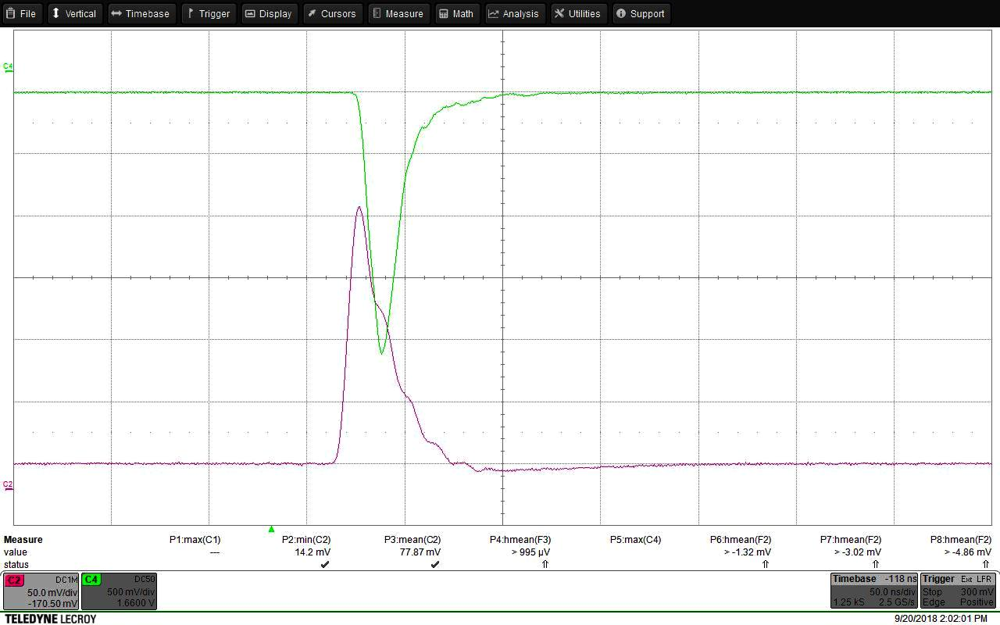 File Vertical Timebase Trigger Display Cursors Measure Math Analysis Utilities Support
C4
C2
Measure P1:max(C1) P2:min(C2) P3:mean(C2) P4:hmean(F3) P5:max(C4) P6:hmean(F2) P7:hmean(F2) P8:hmean(F2)
value --- 14.2 mV 77.87 mV > 995 µV > -1.32 mV > -3.02 mV > -4.86 mV
status
C2 DC1M C4 DC50 Timebase -118 ns Trigger Ext LFR
50.0 mV/div 500 mV/div 50.0 ns/div Stop 300 mV
-170.50 mV 1.6600 V 1.25 kS 2.5 GS/s Edge Positive
TELEDYNE LECROY 9/20/2018 2:02:01 PM